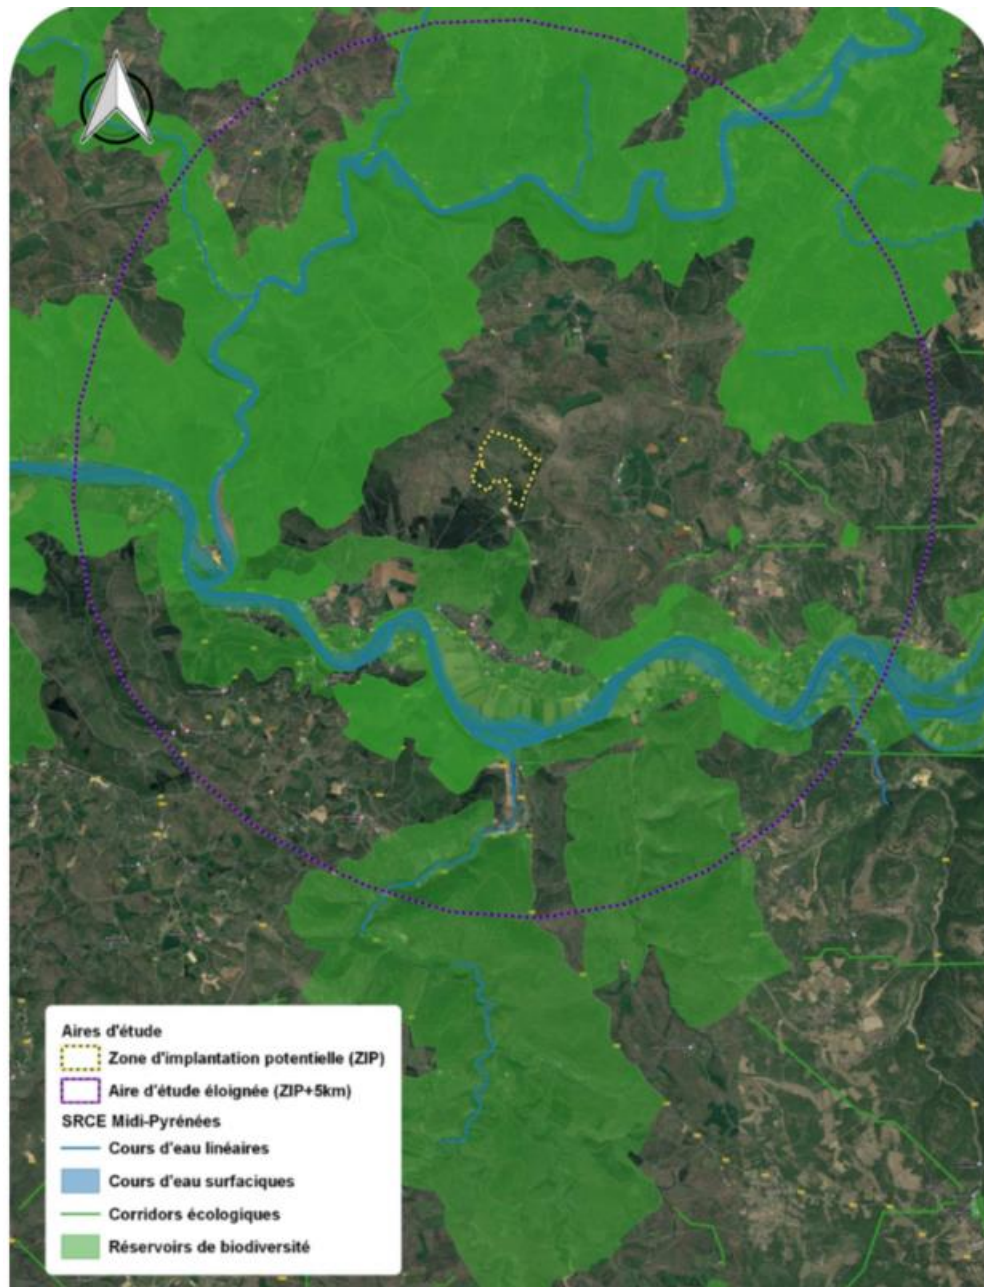 Aires d'étude
Zone d'implantation potentielle (ZIP)
Aire d'étude éloignée (ZIP+5km)
SRCE Midi-Pyrénées
Cours d'eau linéaires
Cours d'eau surfaciques
Corridors écologiques
Réservoirs de biodiversité